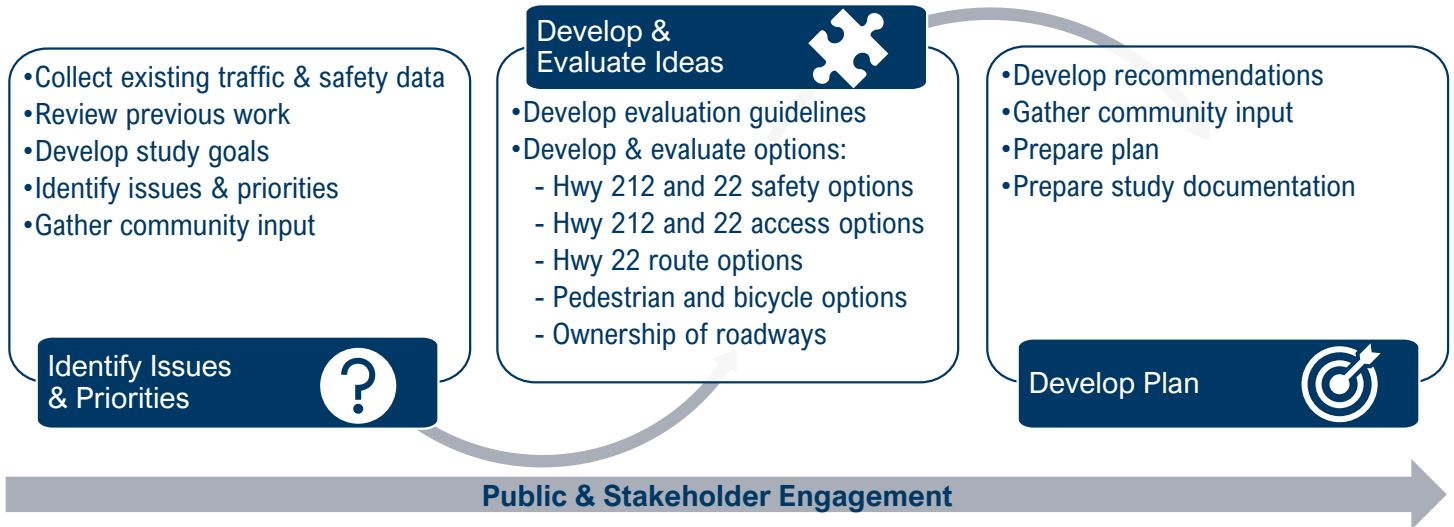 •Collect existing traffic & safety data
•Review previous work
•Develop study goals
•Identify issues & priorities
•Gather community input
Identify Issues
& Priorities
?
Develop &
Evaluate Ideas
•Develop evaluation guidelines
•Develop & evaluate options:
- Hwy 212 and 22 safety options
- Hwy 212 and 22 access options
- Hwy 22 route options
- Pedestrian and bicycle options
- Ownership of roadways
•Develop recommendations
•Gather community input
•Prepare plan
•Prepare study documentation
Develop Plan
Public & Stakeholder Engagement